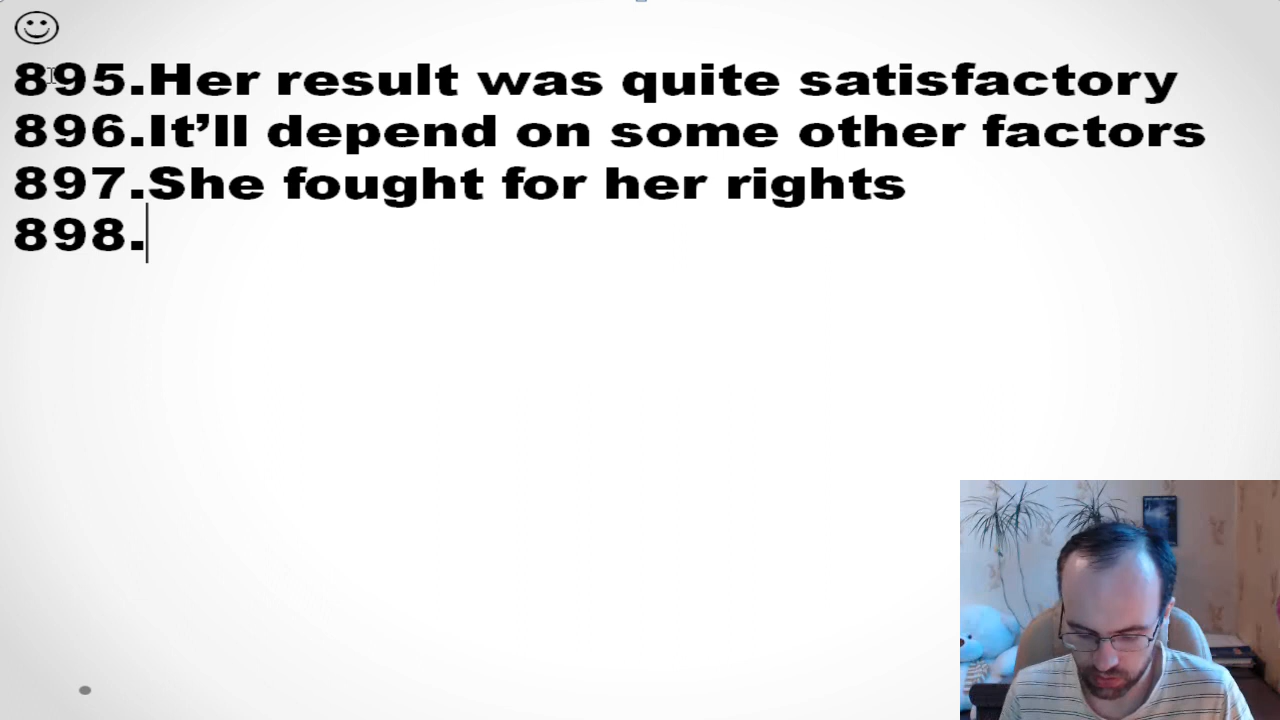 895.Her result was quite satisfactory
896.It’ll depend on some other factors
897.She fought for her rights
898.